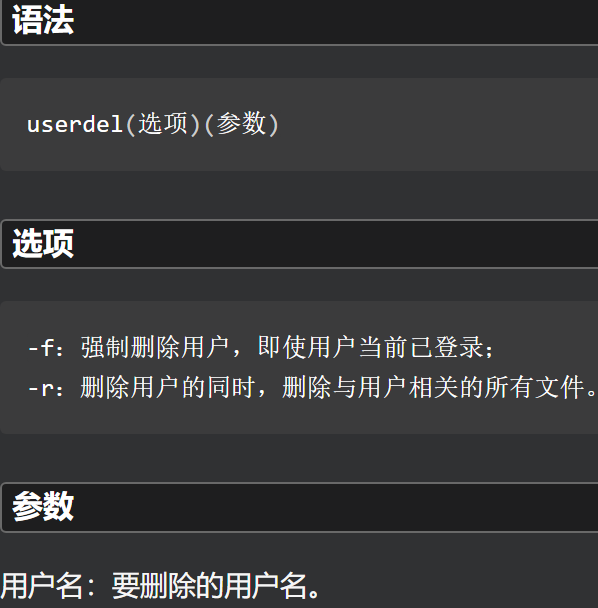 语法
userdel(选项)(参数)
选项
-f：强制删除用户，即使用户当前已登录；
-r：删除用户的同时，删除与用户相关的所有文件。
参数
用户名：要删除的用户名。